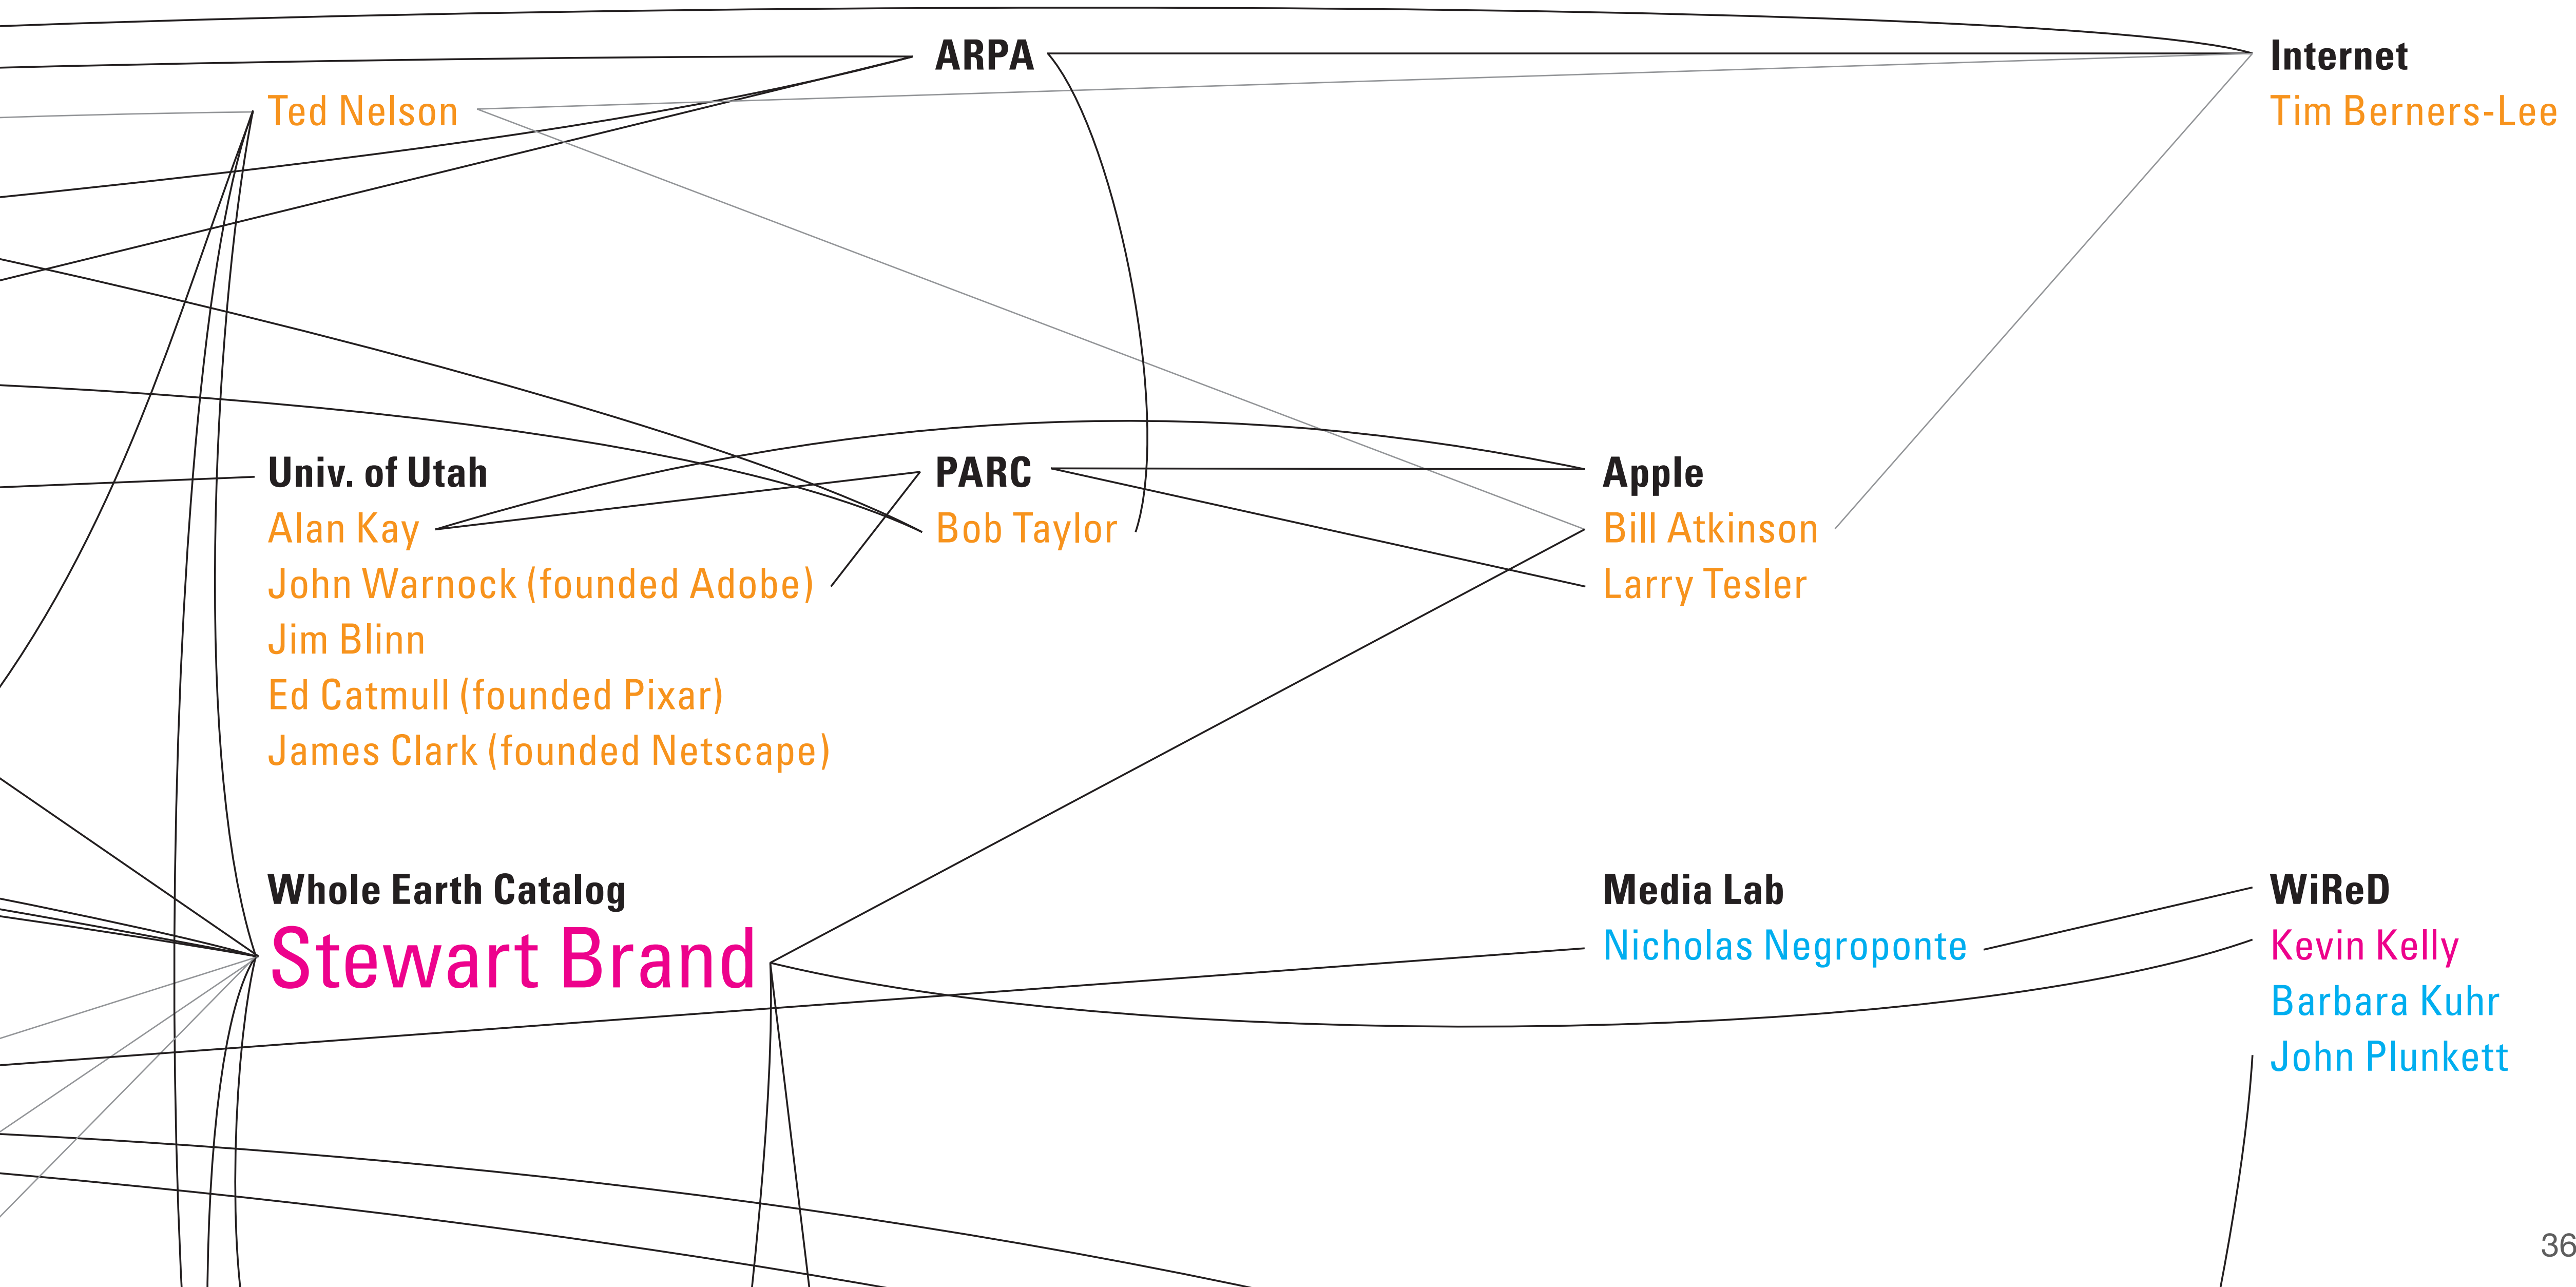 ARPA
Internet
Ted Nelson
Tim Berners-Lee
Univ. of Utah
Alan Kay
John Warnock (founded Adobe)
Jim Blinn
Ed Catmull (founded Pixar)
James Clark (founded Netscape)
PARC
Bob Taylor
Apple
Bill Atkinson
Larry Tesler
Whole Earth Catalog
Stewart Brand
Media Lab
Nicholas Negroponte
WiReD
Kevin Kelly
Barbara Kuhr
John Plunkett
36